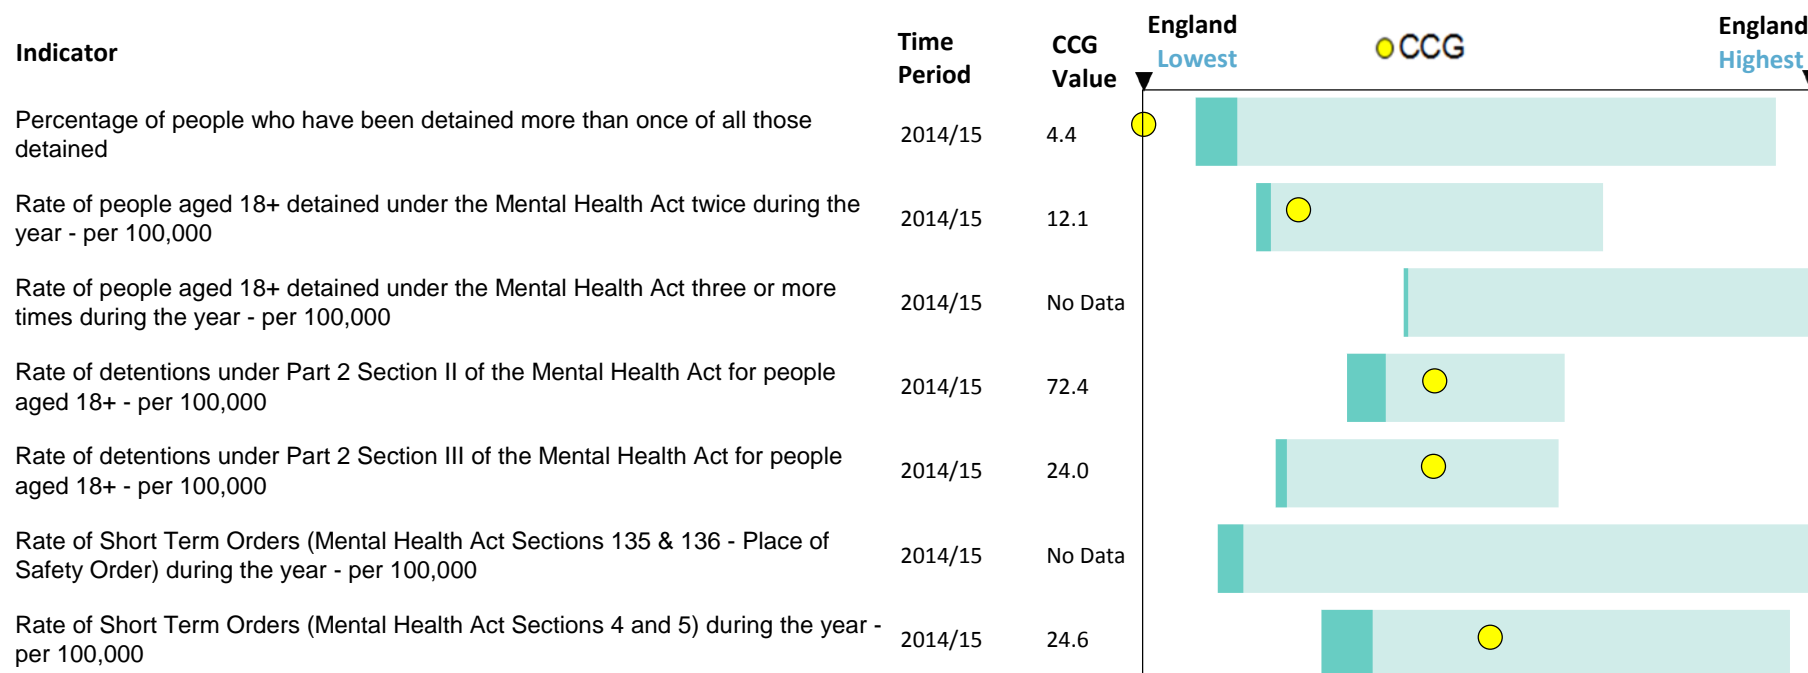 Indicator
Time
Period
CCG
Value
England
Lowest
CCG
England
Highest
Percentage of people who have been detained more than once of all those
detained
2014/15
4.4
Rate of people aged 18+ detained under the Mental Health Act twice during the
year - per 100,000
2014/15
12.1
Rate of people aged 18+ detained under the Mental Health Act three or more
times during the year - per 100,000
2014/15
No Data
Rate of detentions under Part 2 Section II of the Mental Health Act for people
aged 18+ - per 100,000
2014/15
72.4
Rate of detentions under Part 2 Section III of the Mental Health Act for people
aged 18+ - per 100,000
2014/15
24.0
Rate of Short Term Orders (Mental Health Act Sections 135 & 136 - Place of
Safety Order) during the year - per 100,000
2014/15
No Data
Rate of Short Term Orders (Mental Health Act Sections 4 and 5) during the year -
per 100,000
2014/15
24.6